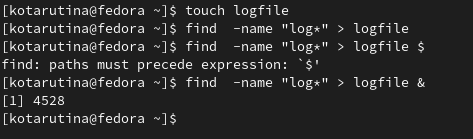 [kotarutina@fedora ~]$ touch logfile
[kotarutina@fedora ~]$ find  -name "log*" > logfile
[kotarutina@fedora ~]$ find  -name "log*" > logfile $
find: paths must precede expression: `$'
[kotarutina@fedora ~]$ find  -name "log*" > logfile &
[1] 4528
[kotarutina@fedora ~]$